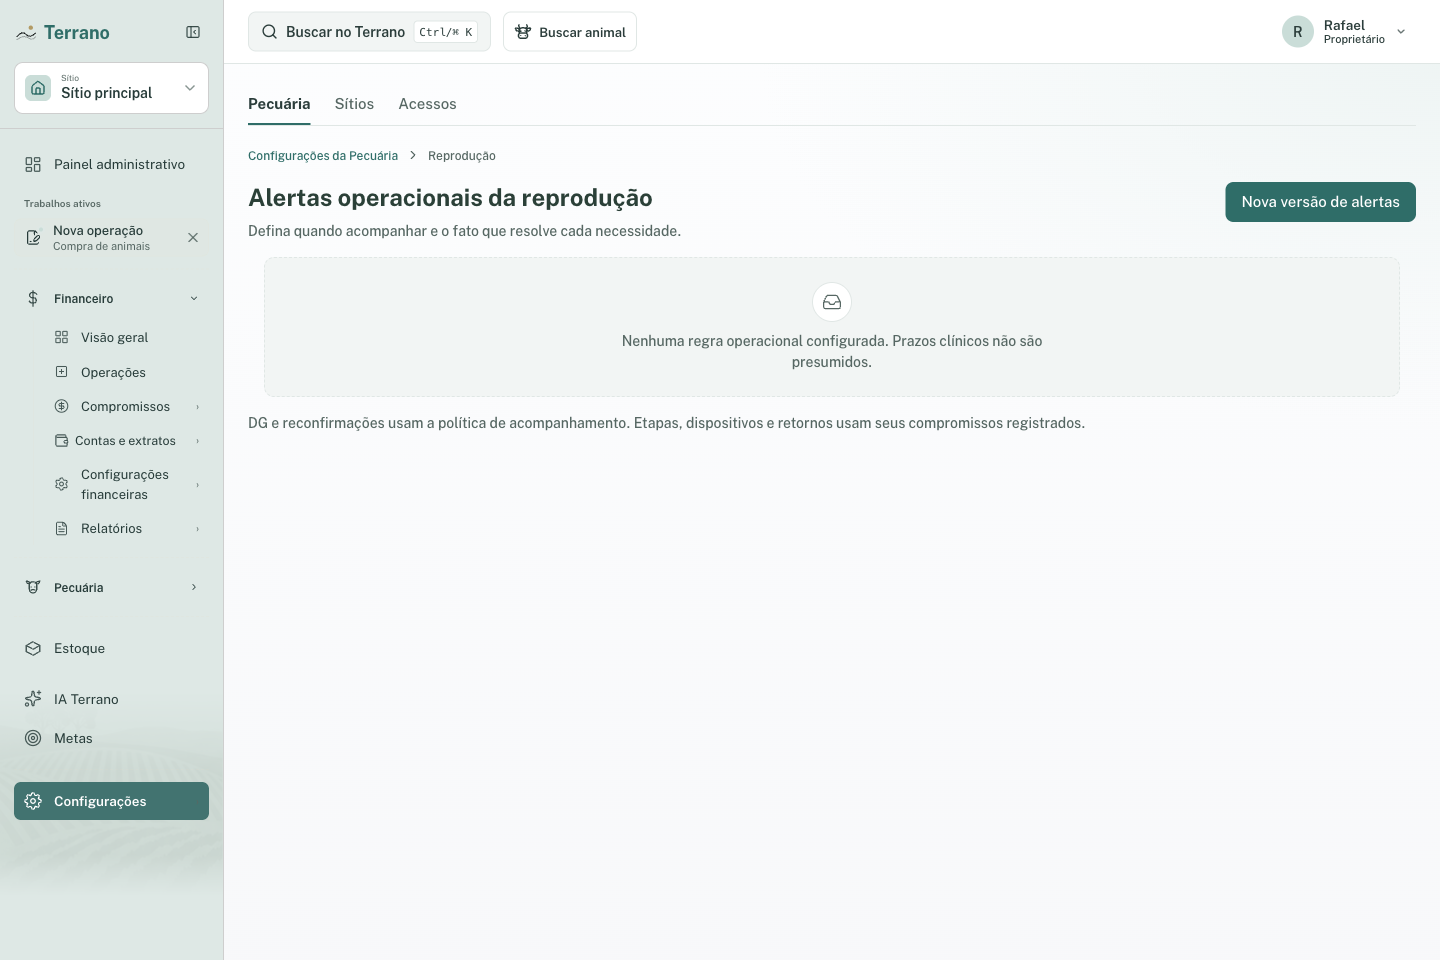 Terrano
Sítio
Sítio principal
Painel administrativo
Trabalhos ativos
Nova operação
Compra de animais
Financeiro
Visão geral
Operações
Compromissos
Contas e extratos
Configurações
financeiras
Relatórios
Pecuária
Estoque
IA Terrano
Metas
Configurações
Buscar no Terrano Ctrl/⌘ K
Buscar animal
R
Rafael
Proprietário
Pecuária Sítios Acessos
Configurações da Pecuária Reprodução
Alertas operacionais da reprodução
Nova versão de alertas
Defina quando acompanhar e o fato que resolve cada necessidade.
Nenhuma regra operacional configurada. Prazos clínicos não são
presumidos.
DG e reconfirmações usam a política de acompanhamento. Etapas, dispositivos e retornos usam seus compromissos registrados.